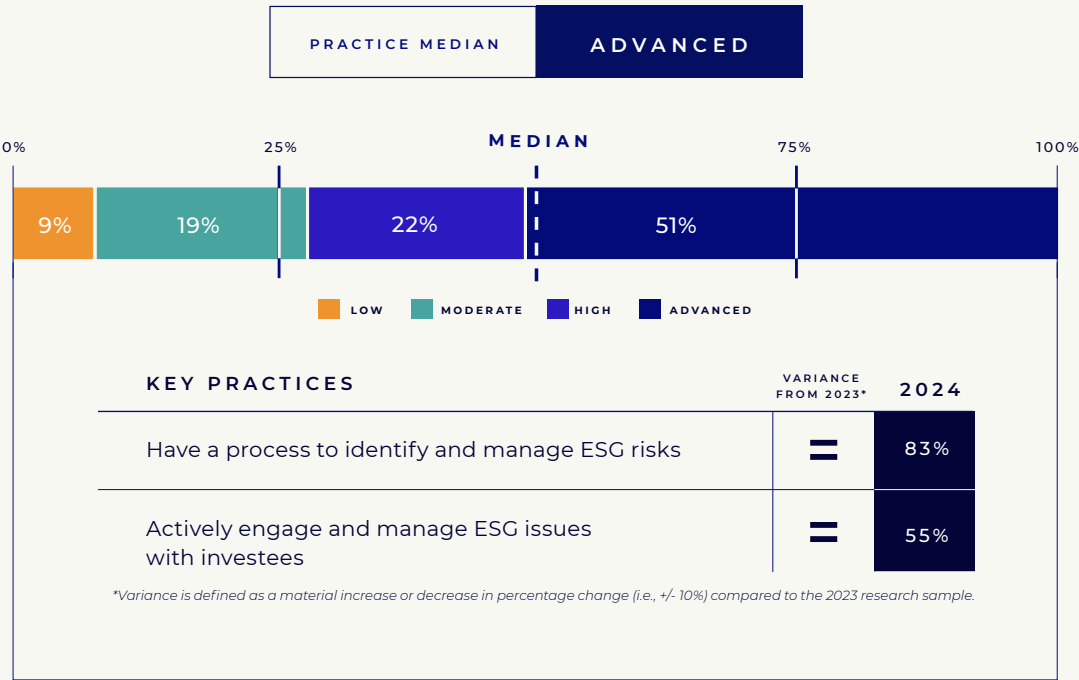 PRACTICE MEDIAN
ADVANCED
0%
25%
MEDIAN
75%
100%
9%
19%
22%
51%
LOW
MODERATE
HIGH
ADVANCED
KEY PRACTICES
VARIANCE
FROM 2023*
2024
Have a process to identify and manage ESG risks
=
83%
Actively engage and manage ESG issues
with investees
=
55%
*Variance is defined as a material increase or decrease in percentage change (i.e., +/- 10%) compared to the 2023 research sample.